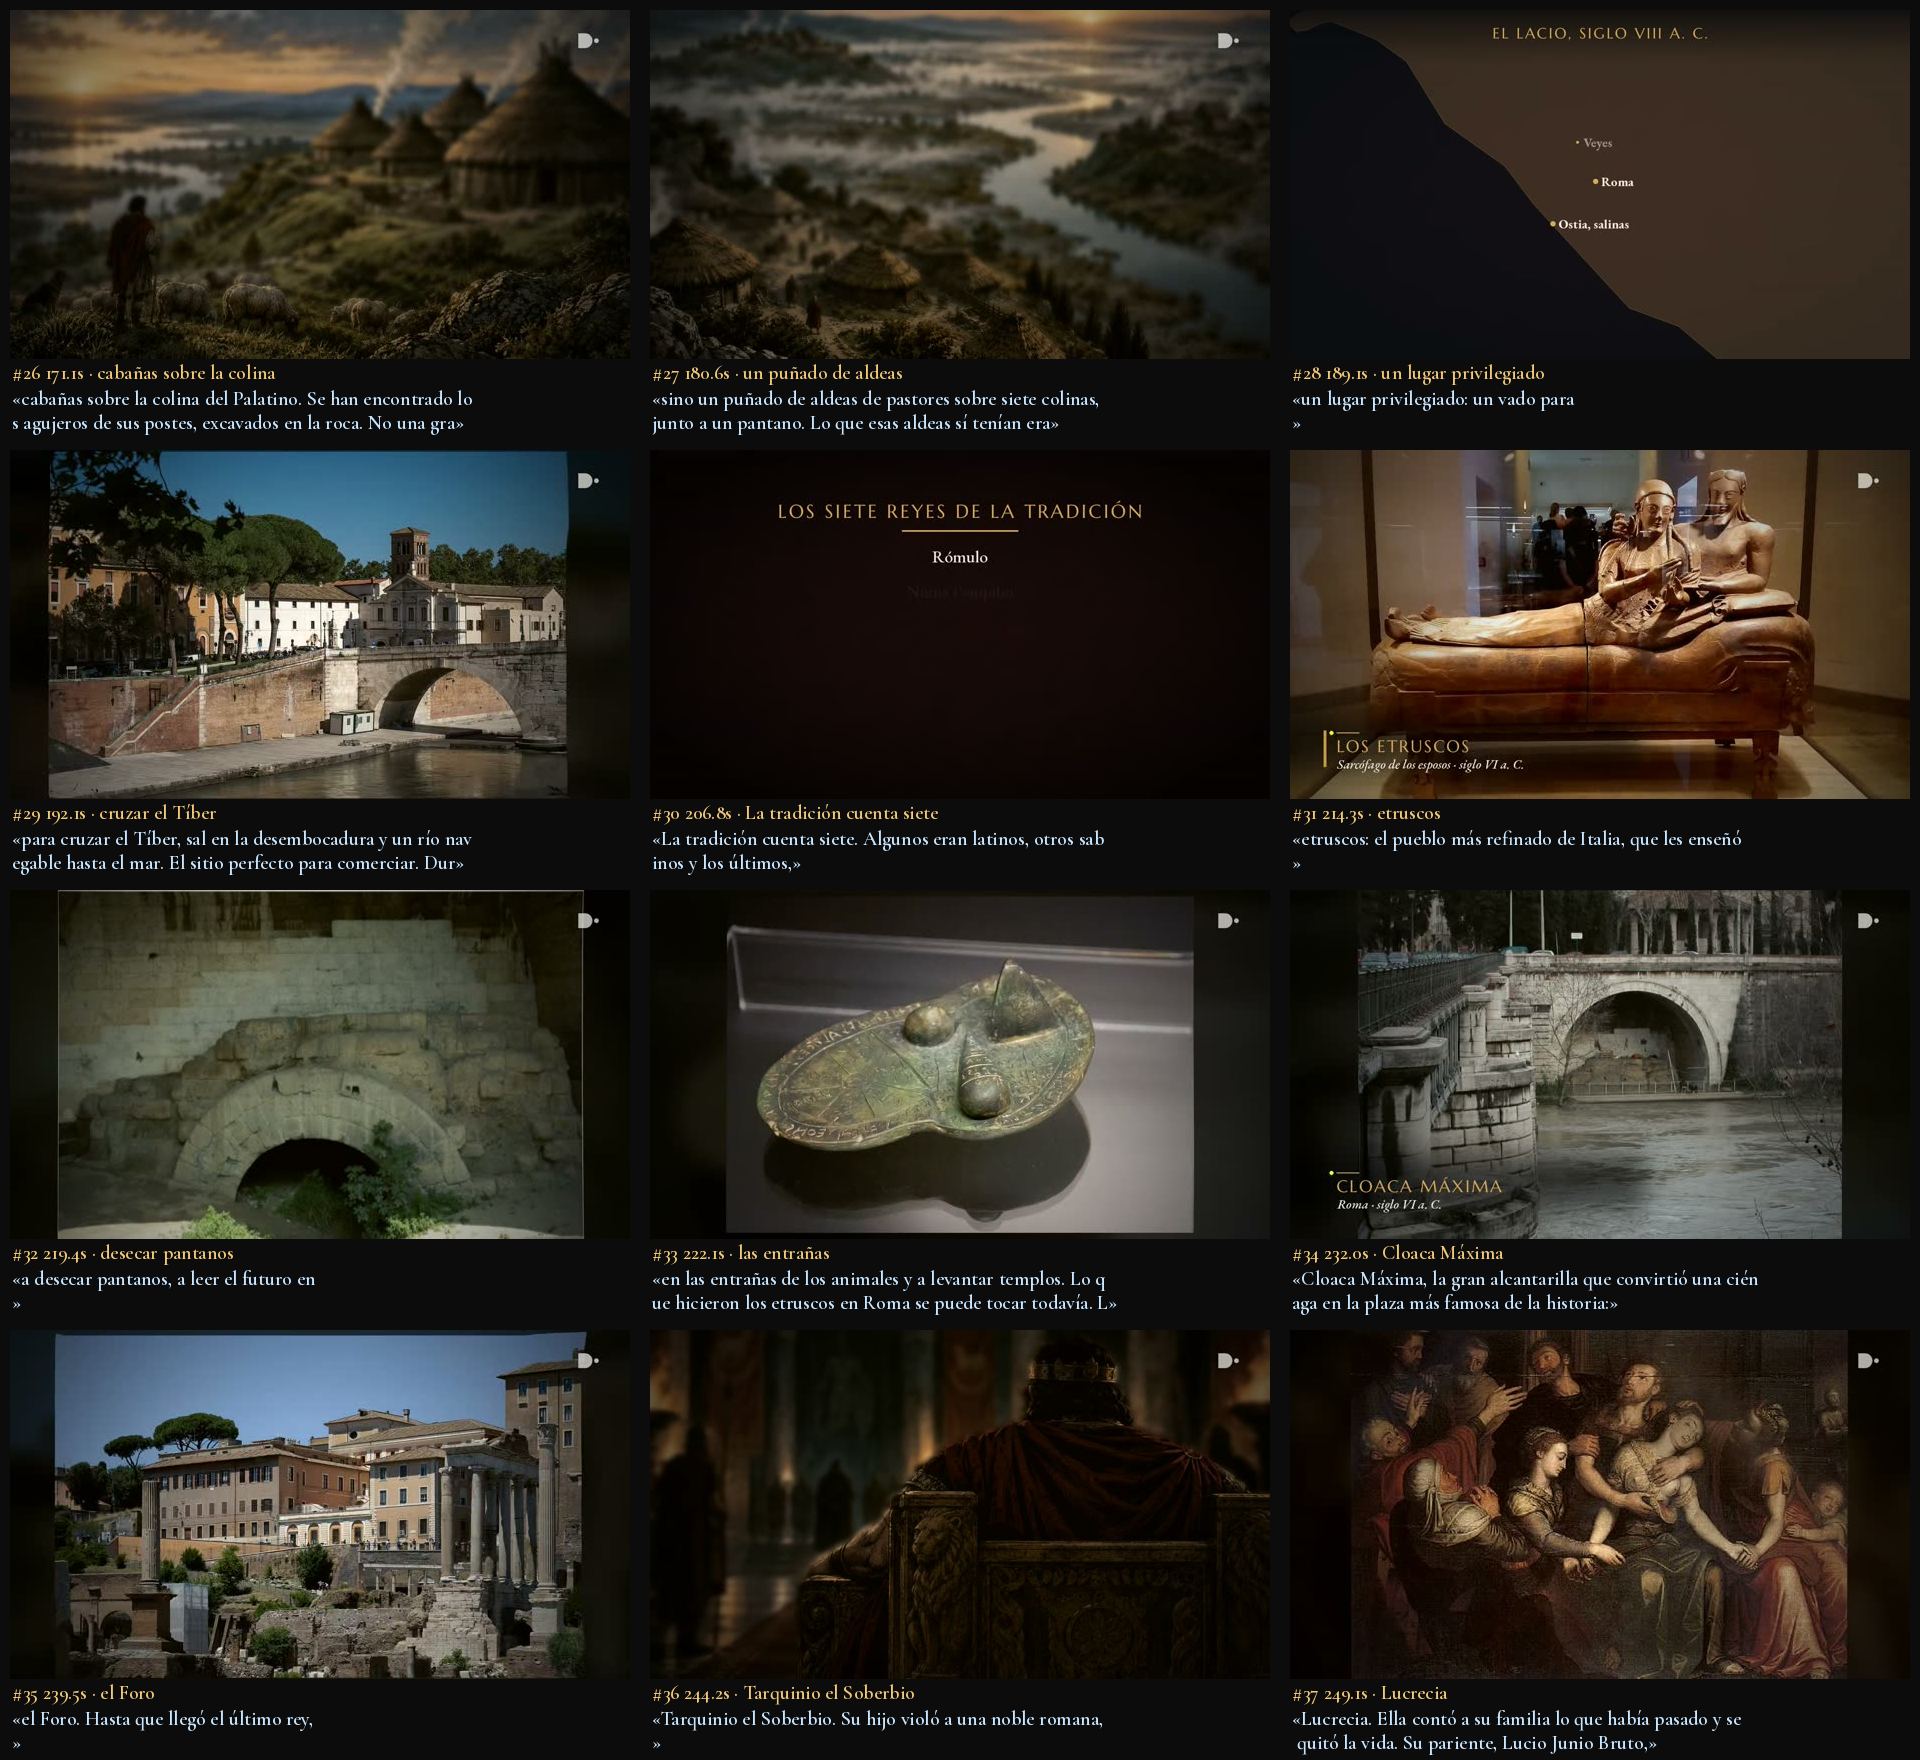 EL LACIO, SIGLO VIII A. C.
Veyes
Roma
Ostia, salinas
#26 171.1s · cabañas sobre la colina
«cabañas sobre la colina del Palatino. Se han encontrado lo
s agujeros de sus postes, excavados en la roca. No una gra»
#27 180.6s · un puñado de aldeas
«sino un puñado de aldeas de pastores sobre siete colinas,
junto a un pantano. Lo que esas aldeas sí tenían era»
#28 189.1s · un lugar privilegiado
«un lugar privilegiado: un vado para
»
LOS SIETE REYES DE LA TRADICIÓN
Rómulo
Numa Pompilio
LOS ETRUSCOS
Sarcófago de los esposos · siglo VI a. C.
#29 192.1s · cruzar el Tíber
«para cruzar el Tíber, sal en la desembocadura y un río nav
egable hasta el mar. El sitio perfecto para comerciar. Dur»
#30 206.8s · La tradición cuenta siete
«La tradición cuenta siete. Algunos eran latinos, otros sab
inos y los últimos,»
#31 214.3s · etruscos
«etruscos: el pueblo más refinado de Italia, que les enseñó
»
CLOACA MÁXIMA
Roma · siglo VI a. C.
#32 219.4s · desecar pantanos
«a desecar pantanos, a leer el futuro en
»
#33 222.1s · las entrañas
«en las entrañas de los animales y a levantar templos. Lo q
ue hicieron los etruscos en Roma se puede tocar todavía. L»
#34 232.0s · Cloaca Máxima
«Cloaca Máxima, la gran alcantarilla que convirtió una cién
aga en la plaza más famosa de la historia:»
#35 239.5s · el Foro
«el Foro. Hasta que llegó el último rey,
»
#36 244.2s · Tarquinio el Soberbio
«Tarquinio el Soberbio. Su hijo violó a una noble romana,
»
#37 249.1s · Lucrecia
«Lucrecia. Ella contó a su familia lo que había pasado y se
quitó la vida. Su pariente, Lucio Junio Bruto,»